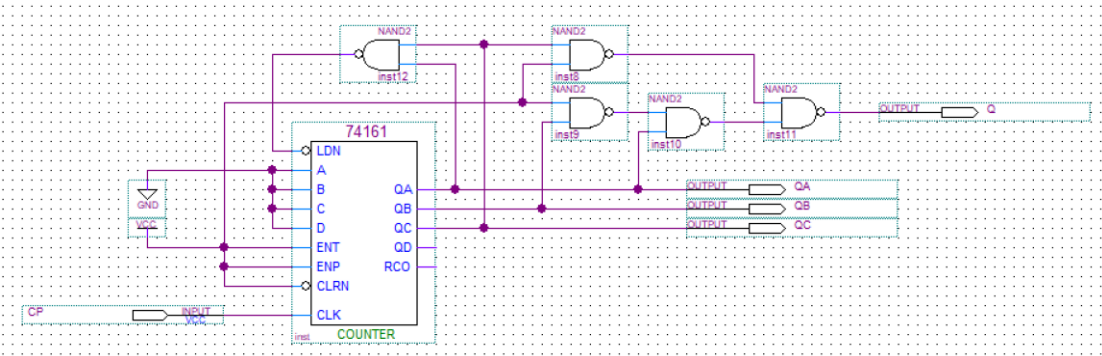 NAND2
inst12
NAND2
inst8
NAND2
inst9
NAND2
inst10
NAND2
inst11
OUTPUT Q
74161
LDN
A
B
C
D
ENT
ENP
CLRN
CLK
QA
QB
QC
QD
RCO
inst
COUNTER
GND
VCC
CP
INPUT
VCC
OUTPUT QA
OUTPUT QB
OUTPUT QC